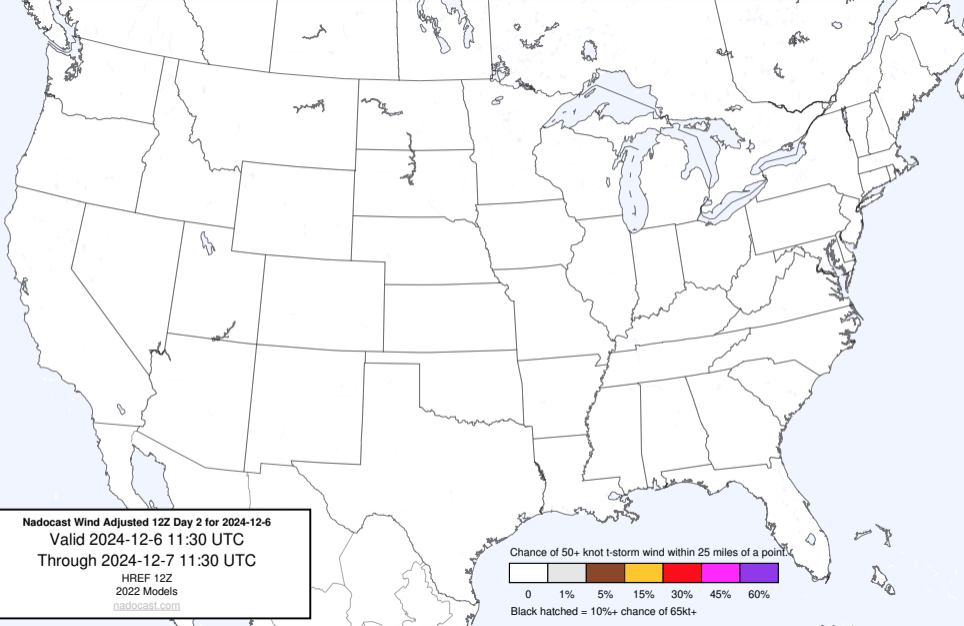 Nadocast Wind Adjusted 12Z Day 2 for 2024-12-6
Valid 2024-12-6 11:30 UTC
Through 2024-12-7 11:30 UTC
HREF 12Z
2022 Models
nadocast.com
Chance of 50+ knot t-storm wind within 25 miles of a point.
0 1% 5% 15% 30% 45% 60%
Black hatched = 10%+ chance of 65kt+